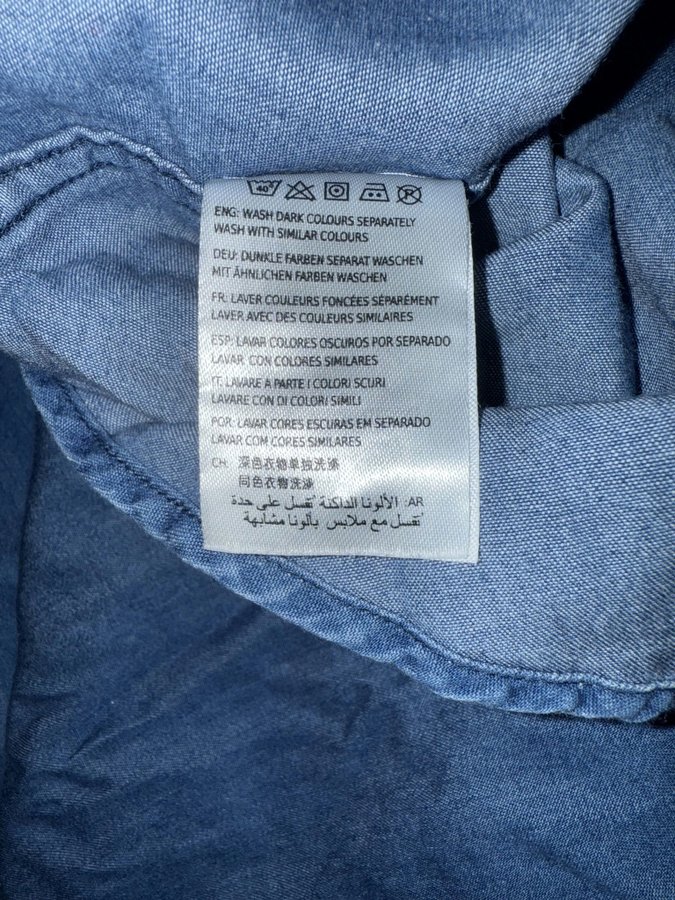 40
ENG: WASH DARK COLOURS SEPARATELY
WASH WITH SIMILAR COLOURS
DEU: DUNKLE FARBEN SEPARAT WASCHEN
MIT ÄHNLICHEN FARBEN WASCHEN
FR: LAVER COULEURS FONCÉES SÉPARÉMENT
LAVER AVEC DES COULEURS SIMILAIRES
ESP: LAVAR COLORES OSCUROS POR SEPARADO
LAVAR CON COLORES SIMILARES
IT: LAVARE A PARTE I COLORI SCURI
LAVARE CON DI COLORI SIMILI
POR: LAVAR CORES ESCURAS EM SEPARADO
LAVAR COM CORES SIMILARES
CH: 深色衣物单独洗涤
同色衣物洗涤
AR: الألونا الداكنة ُتغسل على حدة
ُتغسل مع ملابس بألونا مشابهة